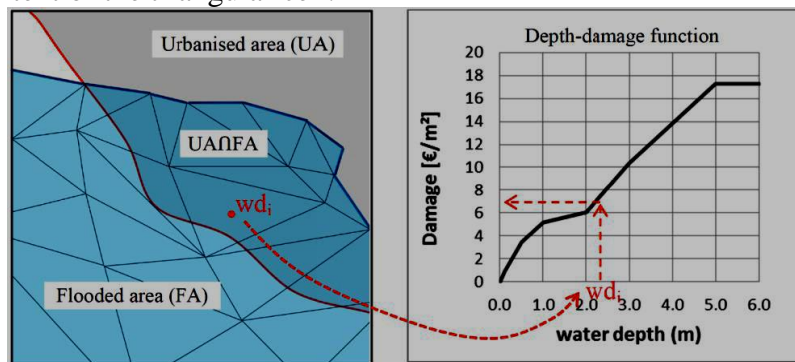 Urbanised area (UA)
UA∩FA
wdᵢ
Flooded area (FA)
Depth-damage function
Damage [€/m²]
20
18
16
14
12
10
8
6
4
2
0
0.0 1.0 2.0 3.0 4.0 5.0 6.0
wdᵢ
water depth (m)